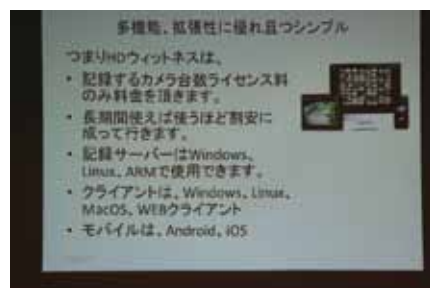 多機能、拡張性に優れ且つシンプル
つまりHDウィットネスは、
• 記録するカメラ台数ライセンス料
のみ料金を頂きます。
• 長期間使えば使うほど割安に
成って行きます。
• 記録サーバーはWindows、
Linux、ARMで使用できます。
• クライアントは、Windows、Linux、
MacOS、WEBクライアント
• モバイルは、Android、iOS